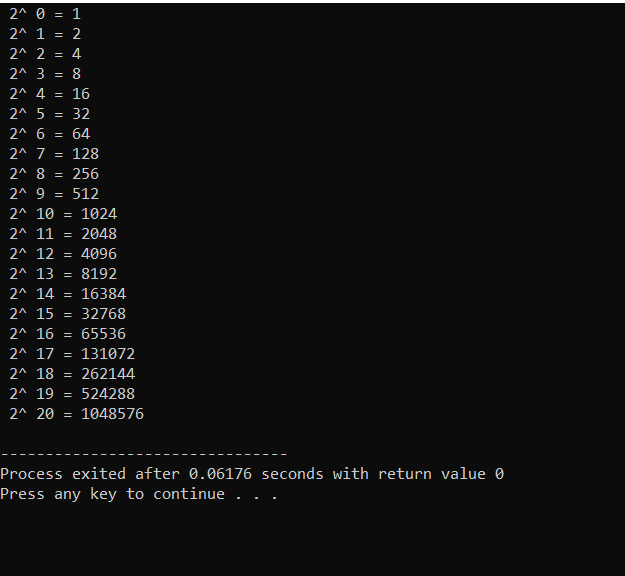 2^ 0 = 1
2^ 1 = 2
2^ 2 = 4
2^ 3 = 8
2^ 4 = 16
2^ 5 = 32
2^ 6 = 64
2^ 7 = 128
2^ 8 = 256
2^ 9 = 512
2^ 10 = 1024
2^ 11 = 2048
2^ 12 = 4096
2^ 13 = 8192
2^ 14 = 16384
2^ 15 = 32768
2^ 16 = 65536
2^ 17 = 131072
2^ 18 = 262144
2^ 19 = 524288
2^ 20 = 1048576
--------------------------------
Process exited after 0.06176 seconds with return value 0
Press any key to continue . . .